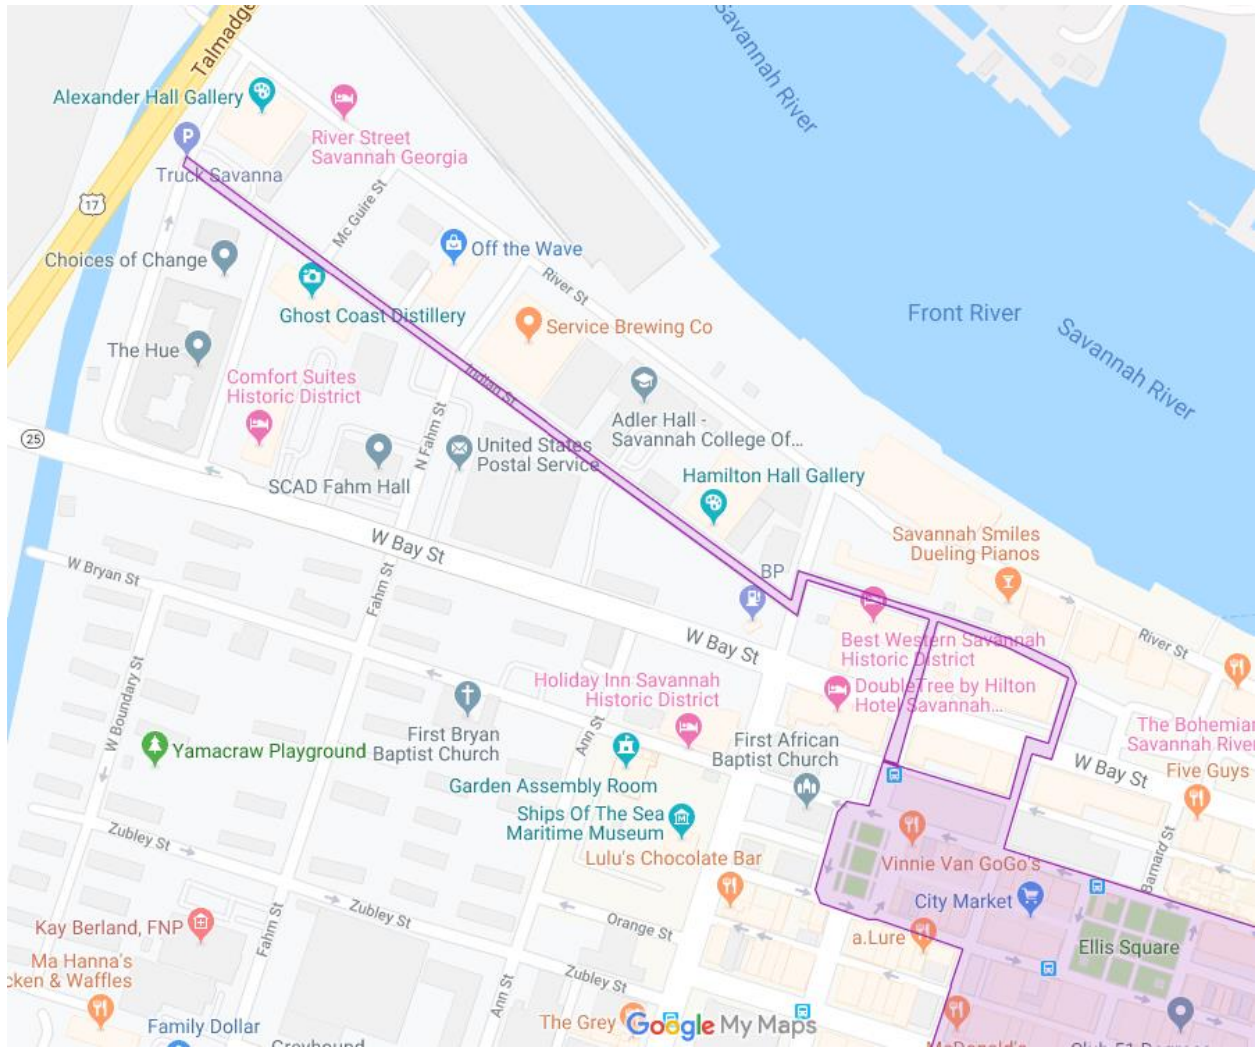 Talmadge
Savannah River
Alexander Hall Gallery
River Street
Savannah Georgia
P
Truck Savanna
17
Mc Guire St
Off the Wave
Choices of Change
River St
Front River
Savannah River
Ghost Coast Distillery
Service Brewing Co
The Hue
Comfort Suites
Historic District
Indian St
Adler Hall -
Savannah College Of...
25
N Fahm St
United States
Postal Service
SCAD Fahm Hall
Hamilton Hall Gallery
Savannah Smiles
Dueling Pianos
W Bay St
BP
W Bryan St
Fahm St
W Bay St
Best Western Savannah
Historic District
River St
Holiday Inn Savannah
Historic District
DoubleTree by Hilton
Hotel Savannah...
W Boundary St
First Bryan
Baptist Church
Ann St
First African
Baptist Church
The Bohemian
Savannah River
Yamacraw Playground
W Bay St
Five Guys
Garden Assembly Room
Ships Of The Sea
Maritime Museum
Zubley St
Lulu's Chocolate Bar
Vinnie Van GoGo's
Barnard St
City Market
Zubley St
Orange St
Kay Berland, FNP
Fahm St
a.Lure
Ellis Square
Ma Hanna's
cken & Waffles
Ann St
Zubley St
The Grey
Google My Maps
Family Dollar
Greyhound
McDonald's
Club 51 Degrees